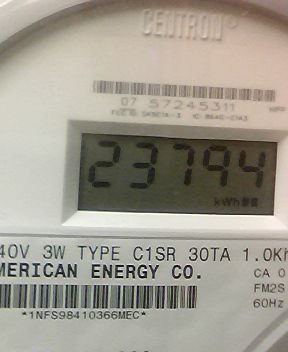 CENTRON®
07 57245311
23794
kWh
40V 3W TYPE C1SR 30TA 1.0Kh
MERICAN ENERGY CO.
CA 0
FM2S
60Hz
*1NFS98410366MEC*